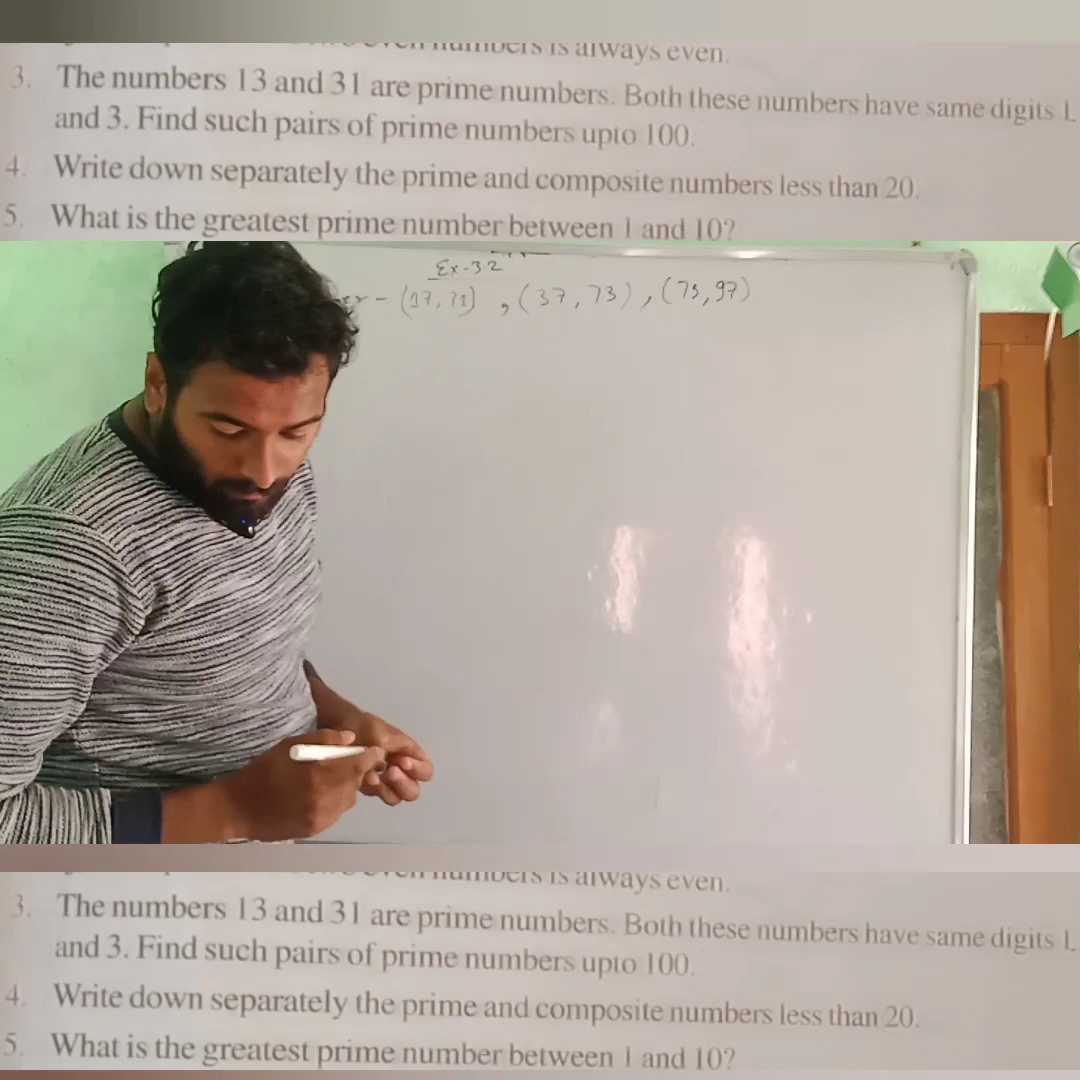 numbers is always even.
3. The numbers 13 and 31 are prime numbers. Both these numbers have same digits 1
and 3. Find such pairs of prime numbers upto 100.
4. Write down separately the prime and composite numbers less than 20.
5. What is the greatest prime number between 1 and 10?
Ex-3.2
- (17, 71) , (37, 73) , (79, 97)
numbers is always even.
3. The numbers 13 and 31 are prime numbers. Both these numbers have same digits 1
and 3. Find such pairs of prime numbers upto 100.
4. Write down separately the prime and composite numbers less than 20.
5. What is the greatest prime number between 1 and 10?